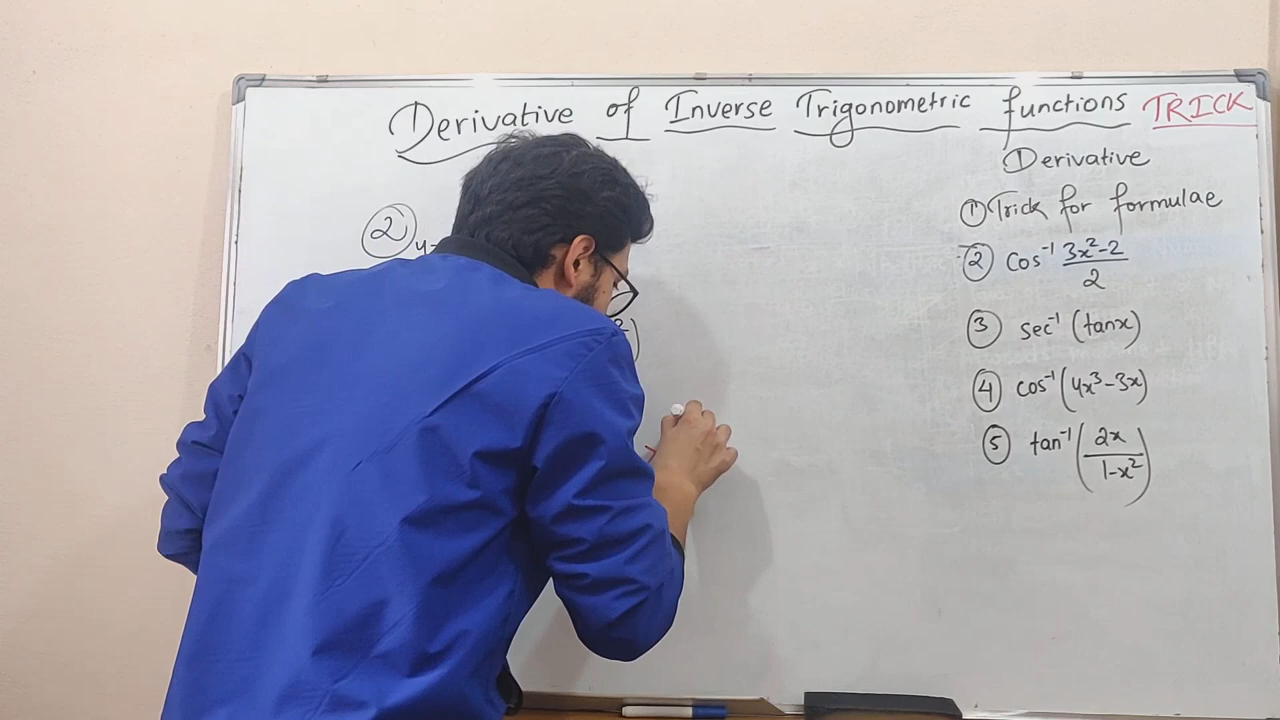 Derivative of Inverse Trigonometric functions TRICK
Derivative
① Trick for formulae
② Cos⁻¹ 3x²-2
2
③ sec⁻¹ (tanx)
④ cos⁻¹ (4x³-3x)
⑤ tan⁻¹ (2x
1-x²)
② y
2)